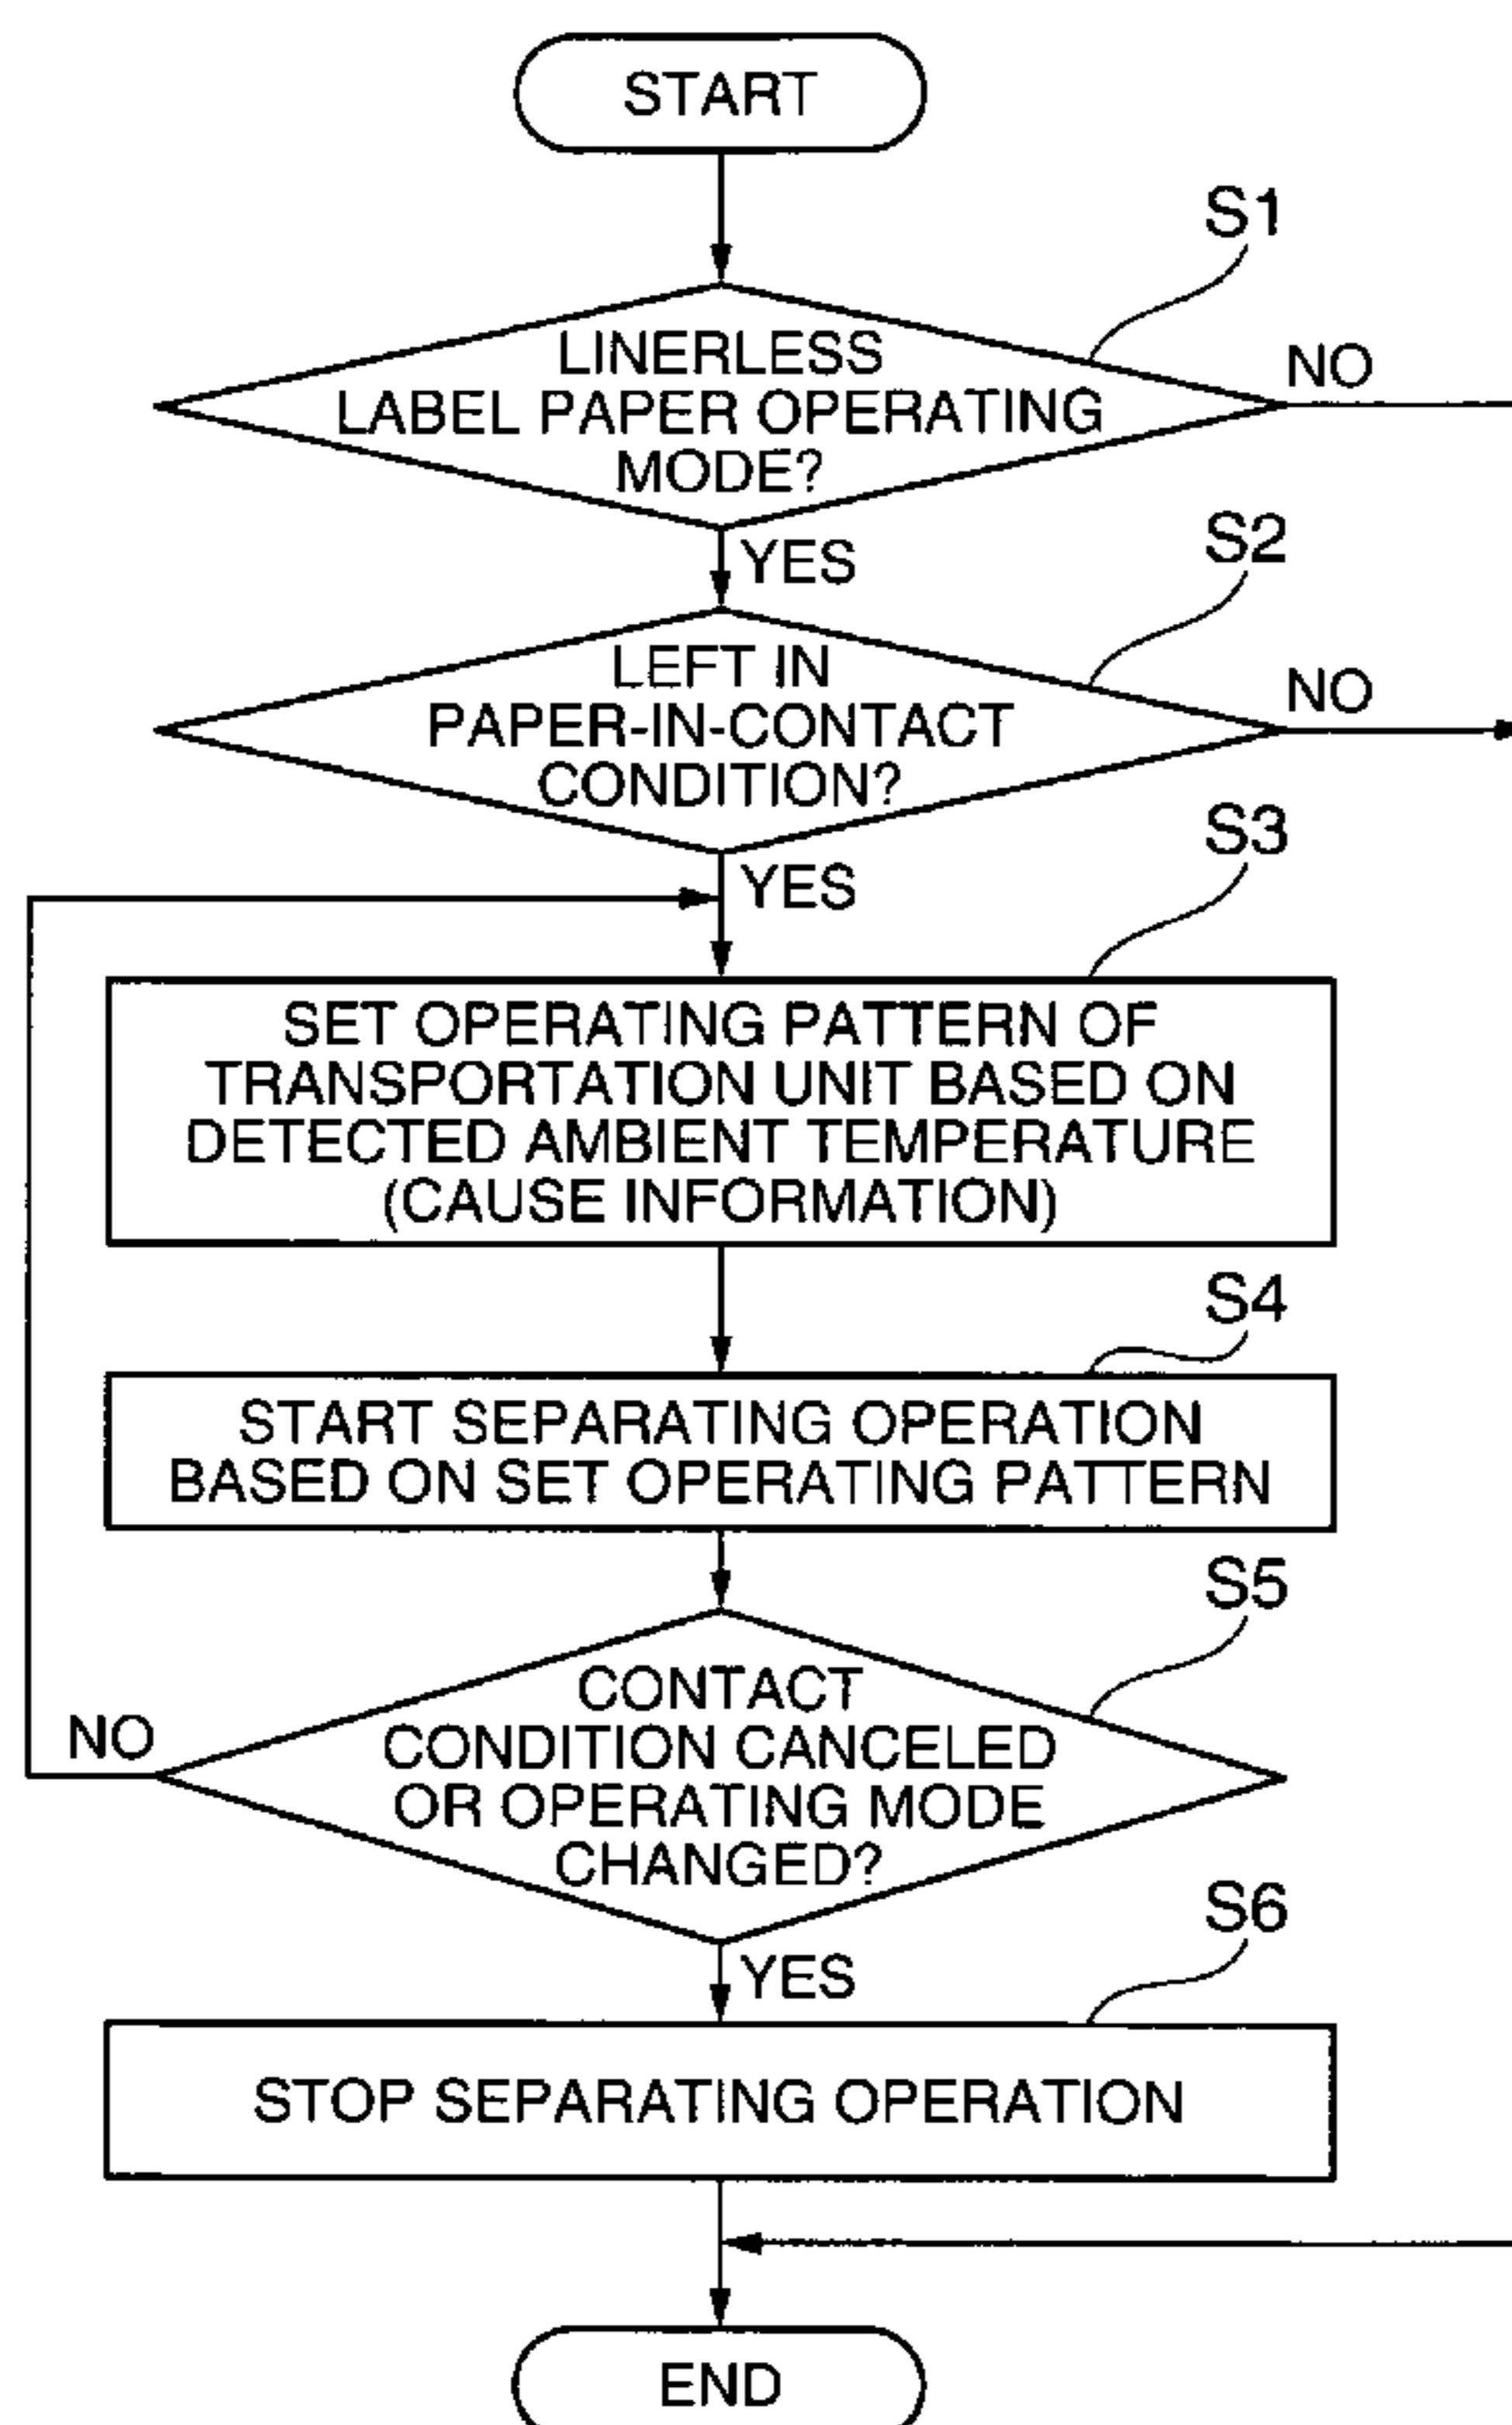 START
S1
LINERLESS
LABEL PAPER OPERATING
MODE?
NO
YES
S2
LEFT IN
PAPER-IN-CONTACT
CONDITION?
NO
YES
S3
SET OPERATING PATTERN OF
TRANSPORTATION UNIT BASED ON
DETECTED AMBIENT TEMPERATURE
(CAUSE INFORMATION)
S4
START SEPARATING OPERATION
BASED ON SET OPERATING PATTERN
S5
CONTACT
CONDITION CANCELED
OR OPERATING MODE
CHANGED?
NO
YES
S6
STOP SEPARATING OPERATION
END